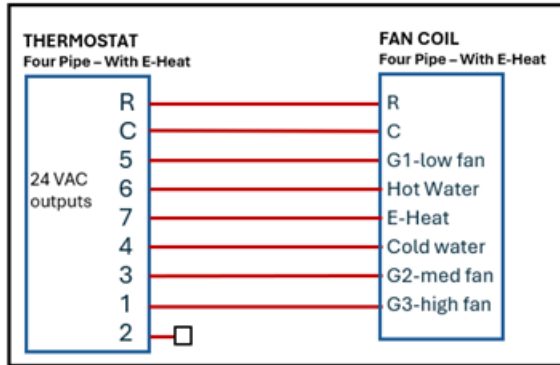 THERMOSTAT
Four Pipe – With E-Heat
24 VAC
outputs
R
C
5
6
7
4
3
1
2
FAN COIL
Four Pipe – With E-Heat
R
C
G1-low fan
Hot Water
E-Heat
Cold water
G2-med fan
G3-high fan